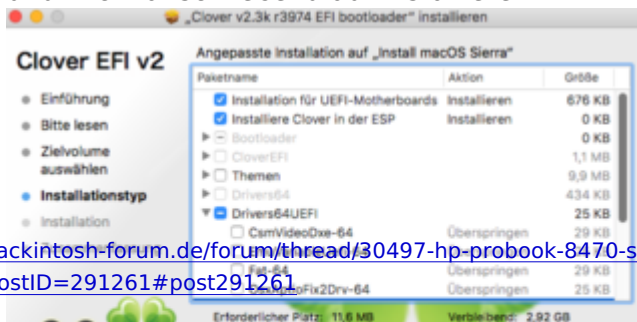 „Clover v2.3k r3974 EFI bootloader“ installieren
Clover EFI v2
Angepasste Installation auf „Install macOS Sierra“
Paketname Aktion Größe
Einführung
Bitte lesen
Zielvolume auswählen
Installationstyp
Installation
Installation für UEFI-Motherboards Installieren 676 KB
Installiere Clover in der ESP Installieren 0 KB
Bootloader 0 KB
CloverEFI 1,1 MB
Themen 9,9 MB
Drivers64 434 KB
Drivers64UEFI 25 KB
CsmVideoDxe-64 Überspringen 29 KB
ackintosh-forum.de/forum/thread/30497-hp-probook-8470-s
Fat-64 Überspringen 29 KB
ostID=291261#post291261
Fix2Drv-64 Überspringen 25 KB
Erforderlicher Platz: 11,6 MB Verbleibend: 2,92 GB